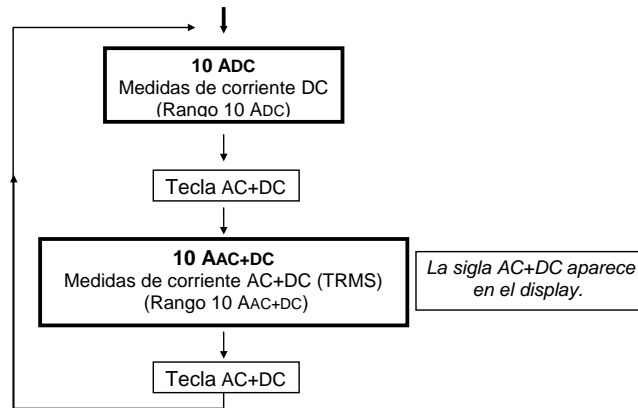 10 ADC
Medidas de corriente DC
(Rango 10 ADC)
Tecla AC+DC
10 AAC+DC
Medidas de corriente AC+DC (TRMS)
(Rango 10 AAC+DC)
La sigla AC+DC aparece
en el display.
Tecla AC+DC